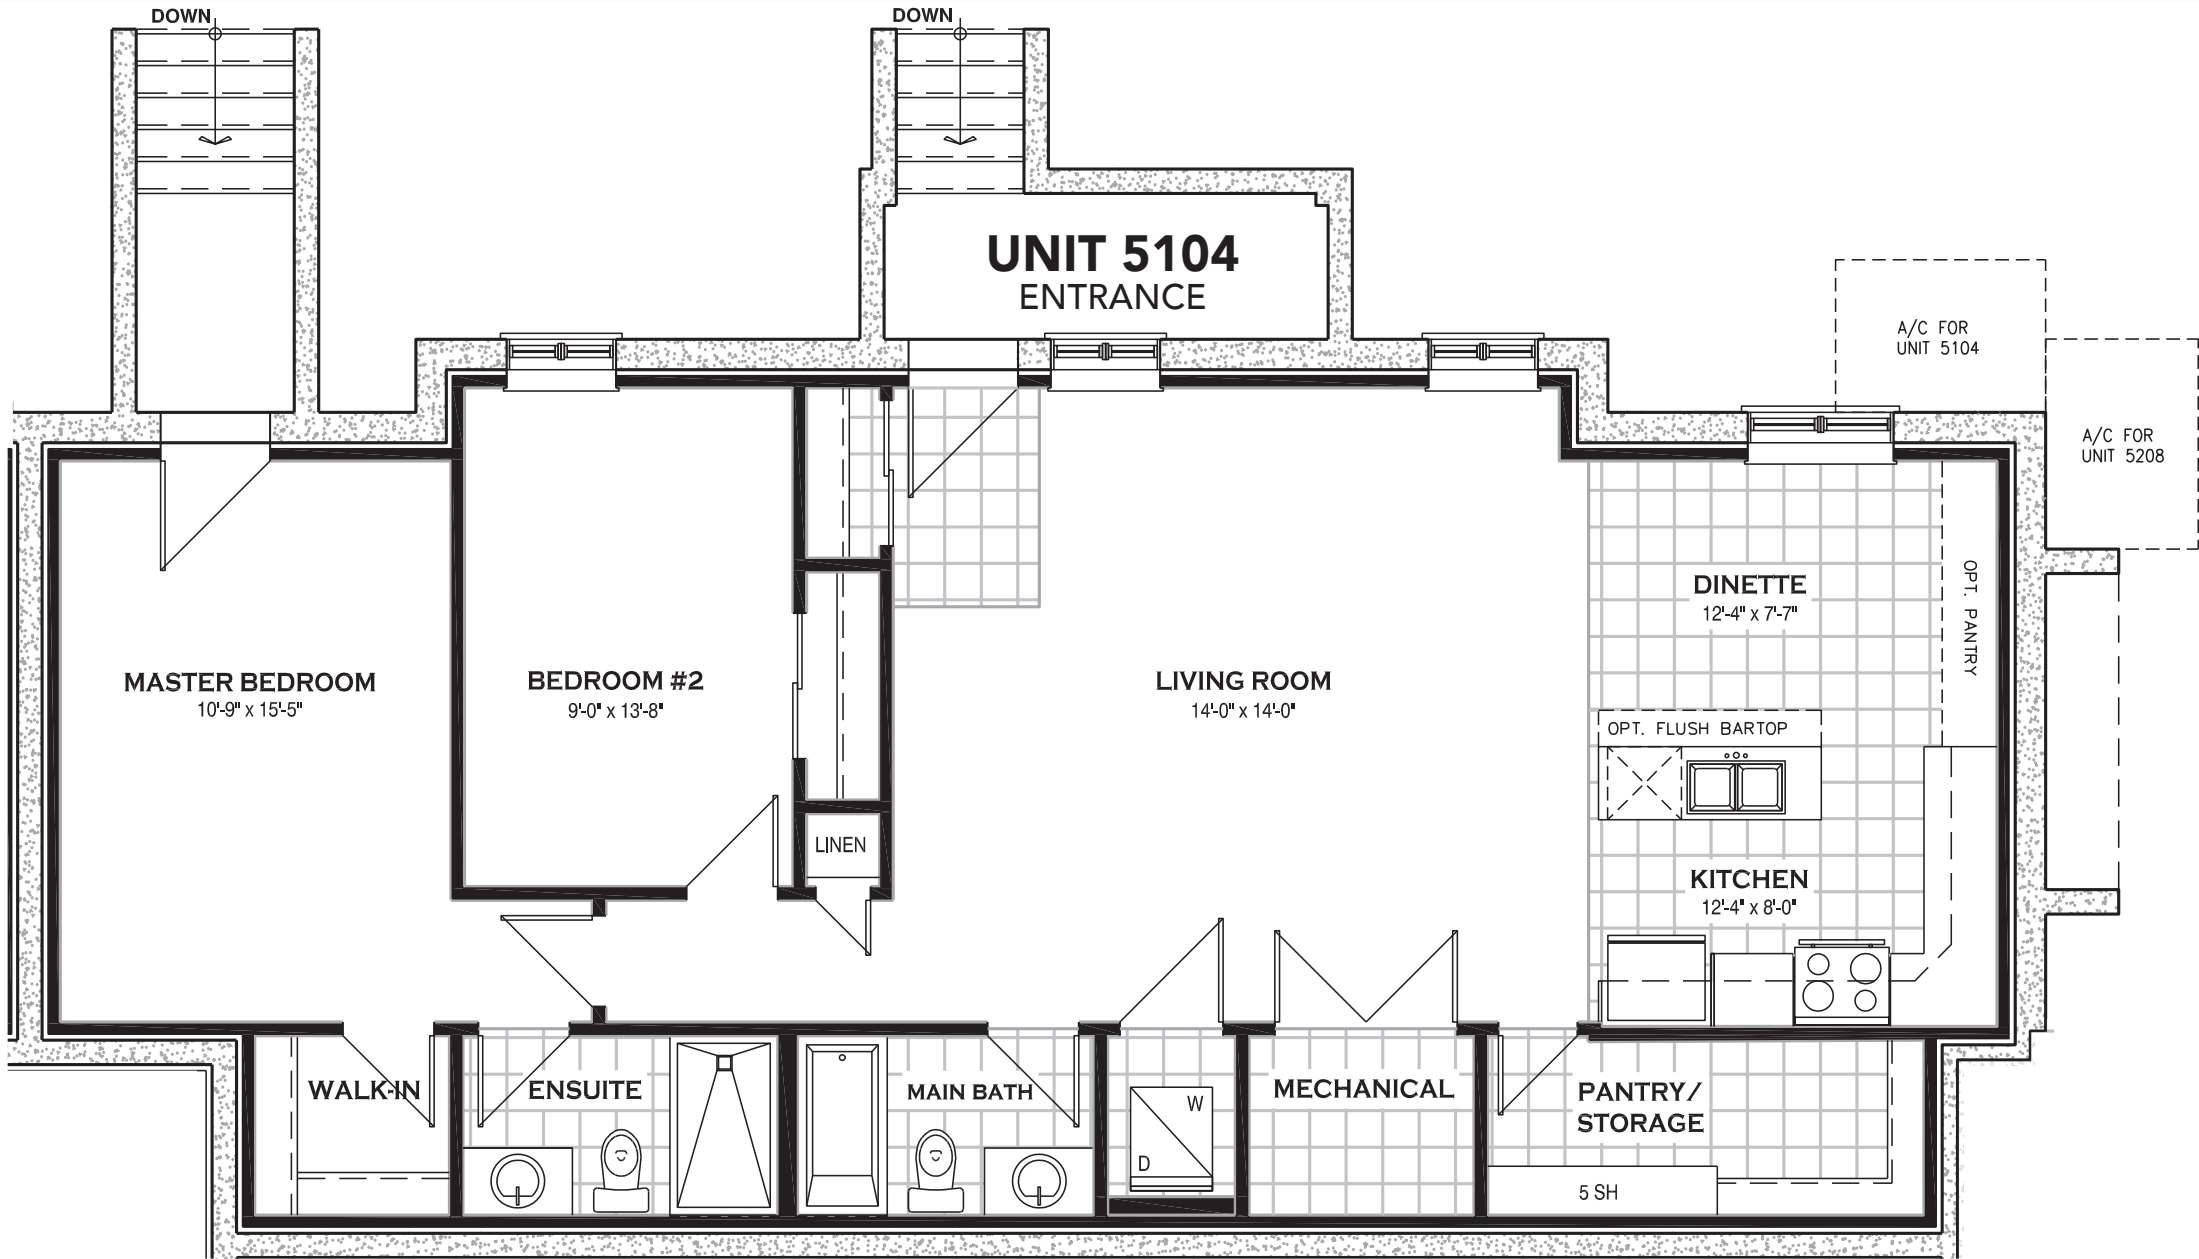 DOWN
DOWN
UNIT 5104
ENTRANCE
A/C FOR
UNIT 5104
A/C FOR
UNIT 5208
DINETTE
12'-4" x 7'-7"
OPT. PANTRY
MASTER BEDROOM
10'-9" x 15'-5"
BEDROOM #2
9'-0" x 13'-8"
LIVING ROOM
14'-0" x 14'-0"
OPT. FLUSH BARTOP
LINEN
KITCHEN
12'-4" x 8'-0"
WALK-IN
ENSUITE
MAIN BATH
W
D
MECHANICAL
PANTRY/
STORAGE
5 SH